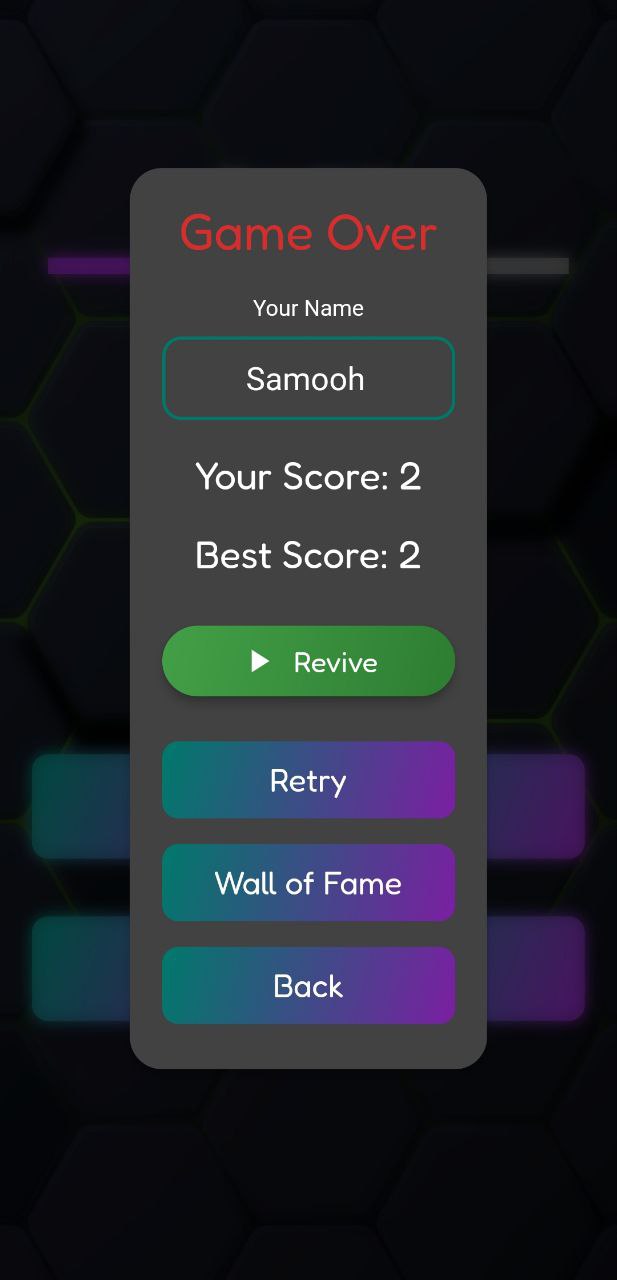 Game Over
Your Name
Samooh
Your Score: 2
Best Score: 2
Revive
Retry
Wall of Fame
Back